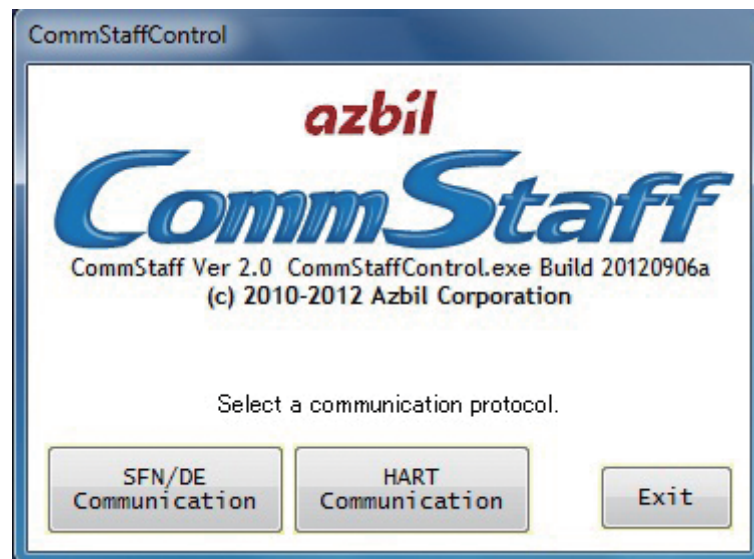 CommStaffControl
azbil
CommStaff
CommStaff Ver 2.0 CommStaffControl.exe Build 20120906a
(c) 2010-2012 Azbil Corporation
Select a communication protocol.
SFN/DE
Communication
HART
Communication
Exit